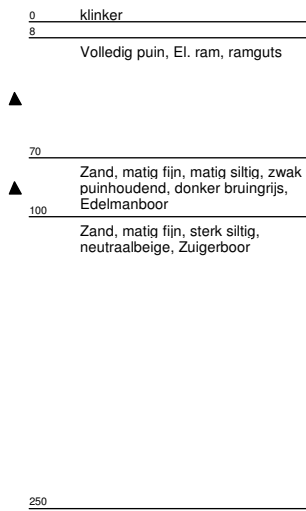 0 klinker
8
Volledig puin, El. ram, ramguts
70
Zand, matig fijn, matig siltig, zwak
puinhoudend, donker bruingrijs,
Edelmanboor
100
Zand, matig fijn, sterk siltig,
neutraalbeige, Zuigerboor
250